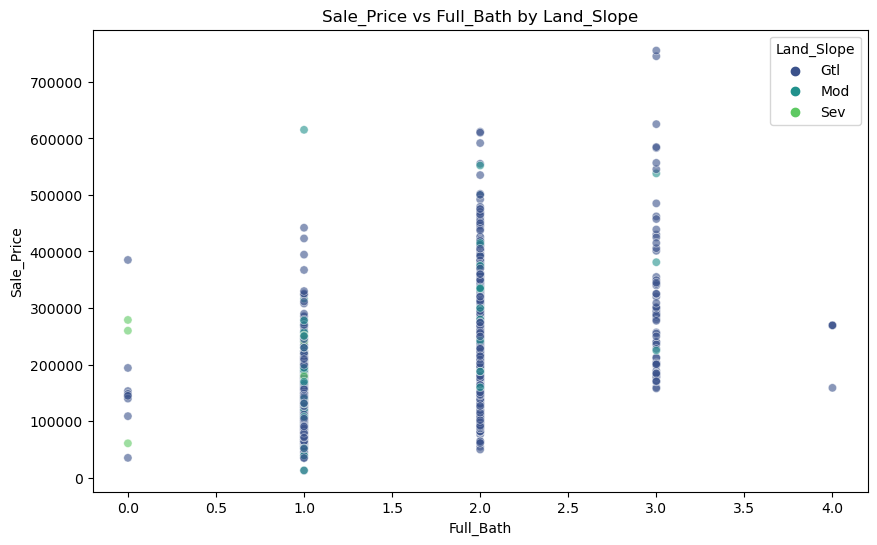 Sale_Price vs Full_Bath by Land_Slope
Land_Slope
Gtl
Mod
Sev
Sale_Price
700000
600000
500000
400000
300000
200000
100000
0
0.0 0.5 1.0 1.5 2.0 2.5 3.0 3.5 4.0
Full_Bath